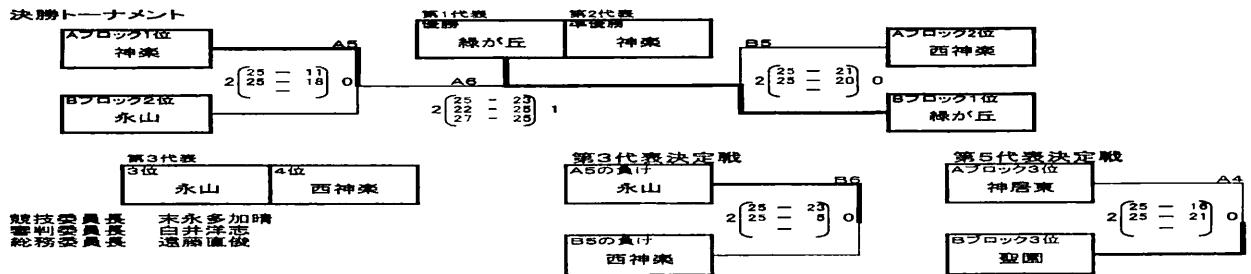 決勝トーナメント
第1代表 第2代表
優勝 準優勝
緑が丘 神楽
Aブロック1位
神楽
A5
2 25 - 11 0
25 - 18
Bブロック2位
永山
A6
2 25 - 23 1
22 - 25
27 - 25
B5
Aブロック2位
西神楽
2 25 - 21 0
25 - 20
Bブロック1位
緑が丘
第3代表
3位 4位
永山 西神楽
第3代表決定戦
A5の負け
永山
B6
2 25 - 23 0
25 - 8
B5の負け
西神楽
第5代表決定戦
Aブロック3位
神居東
A4
2 25 - 18 0
25 - 21
Bブロック3位
聖園
競技委員長 末永多加晴
審判委員長 白井洋志
総務委員長 遠藤直俊